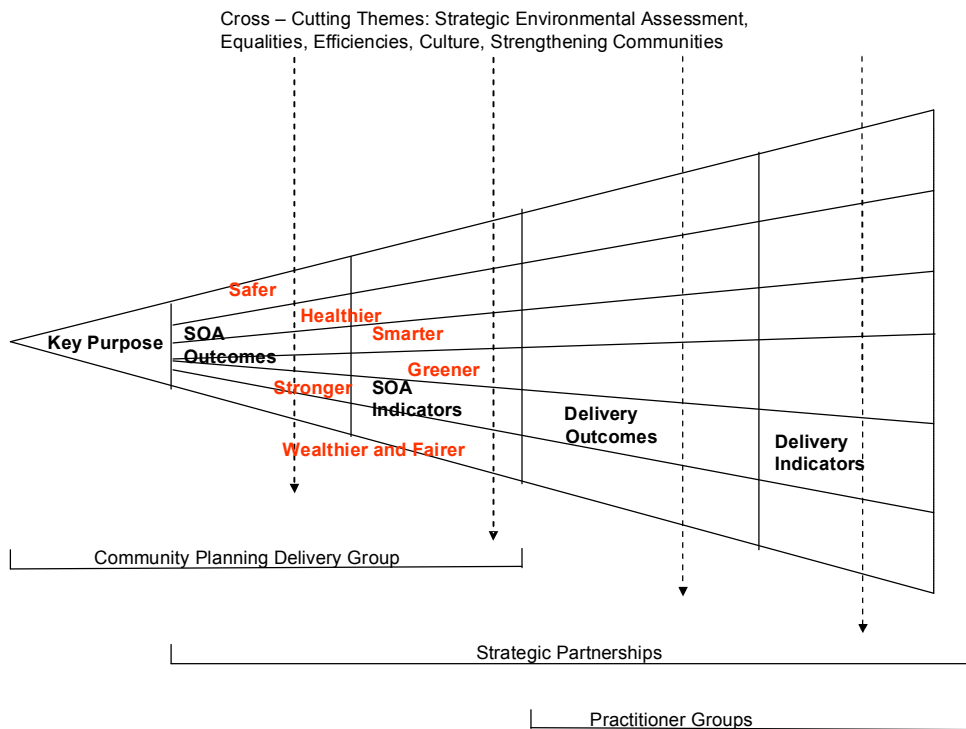 Cross – Cutting Themes: Strategic Environmental Assessment,
Equalities, Efficiencies, Culture, Strengthening Communities
Safer
Healthier
Key Purpose
SOA
Outcomes
Smarter
Greener
Stronger
SOA
Indicators
Delivery
Outcomes
Delivery
Indicators
Wealthier and Fairer
Community Planning Delivery Group
Strategic Partnerships
Practitioner Groups